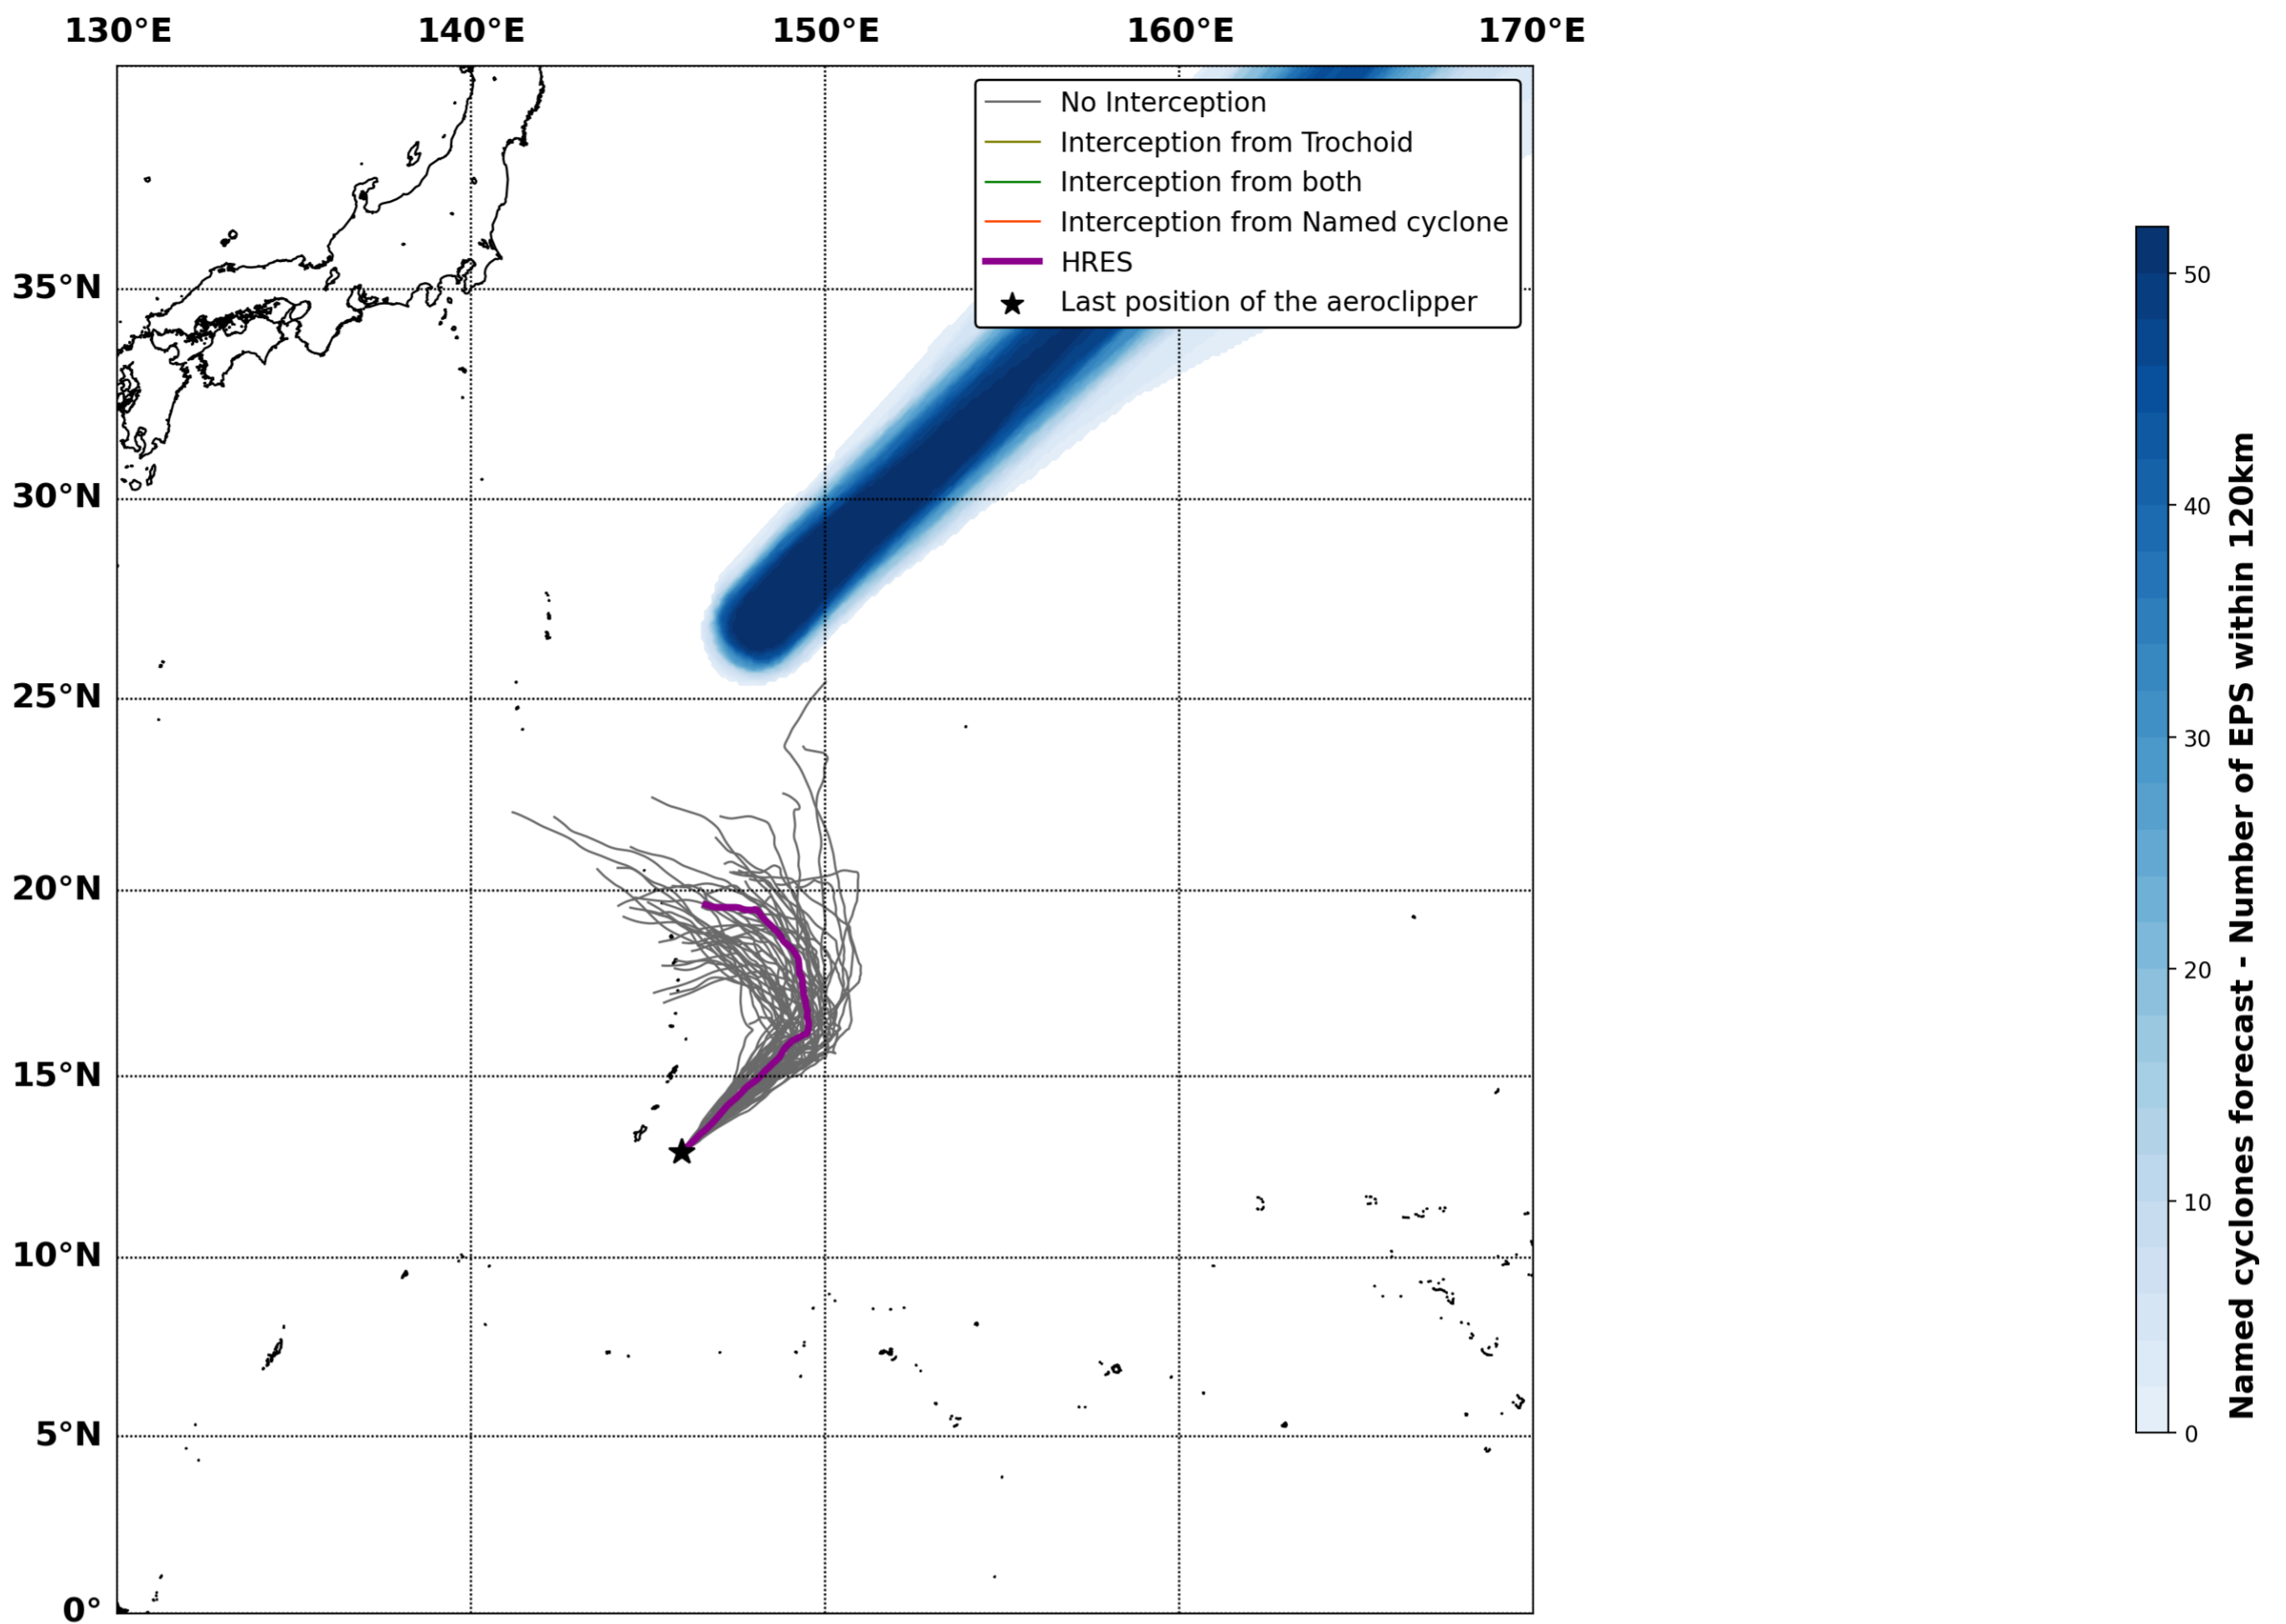 130°E 140°E 150°E 160°E 170°E
No Interception
Interception from Trochoid
Interception from both
Interception from Named cyclone
HRES
Last position of the aeroclipper
35°N
30°N
25°N
20°N
15°N
10°N
5°N
0°
50
40
30
20
10
0
Named cyclones forecast - Number of EPS within 120km